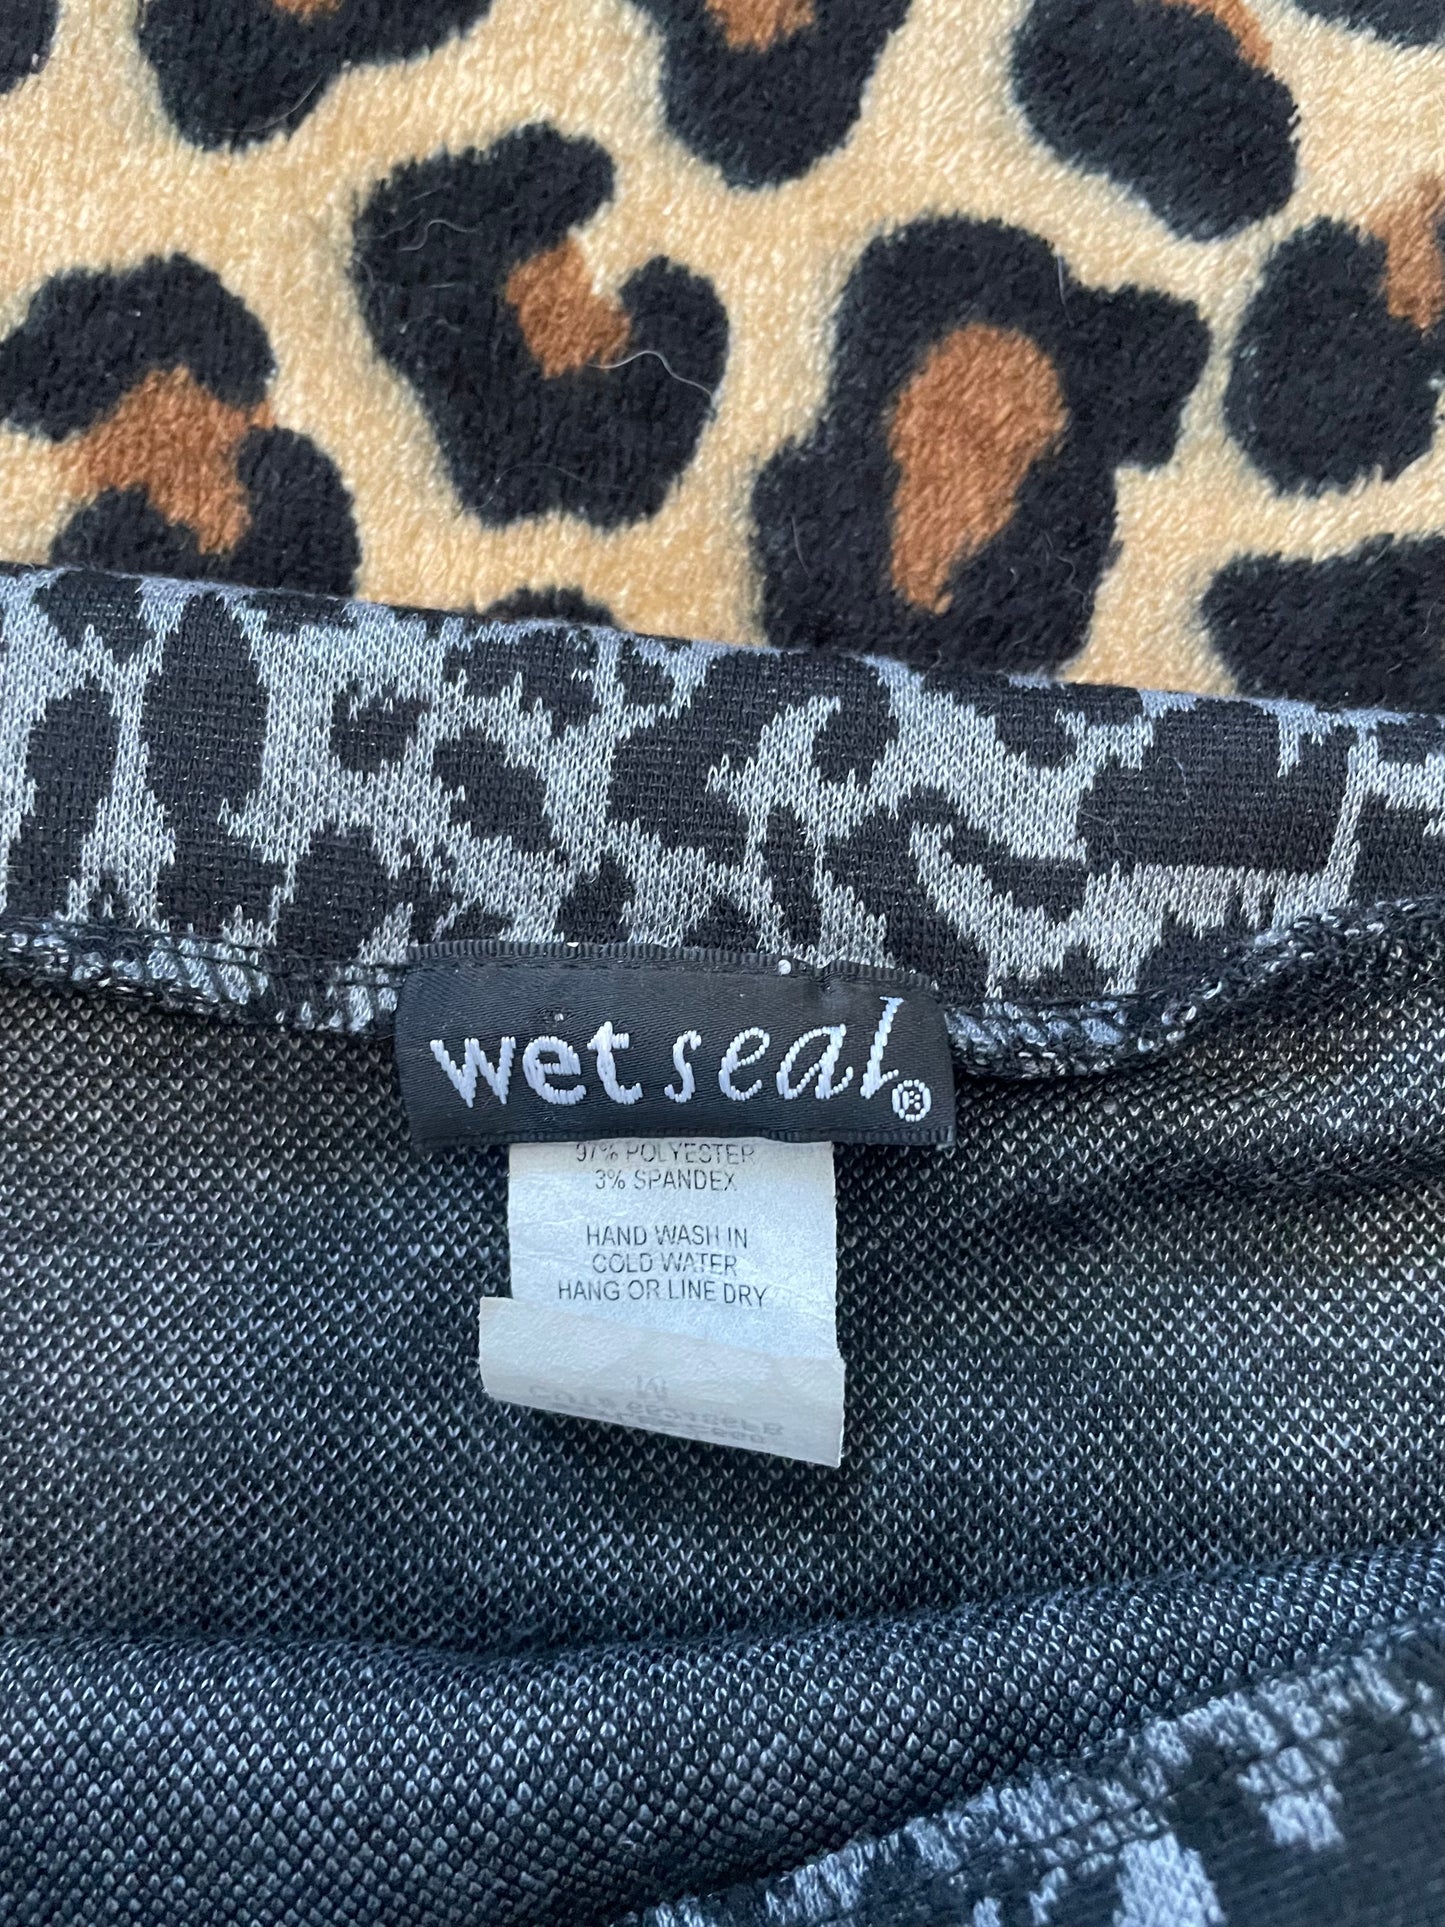 wet seal®
97% POLYESTER
3% SPANDEX
HAND WASH IN
COLD WATER
HANG OR LINE DRY